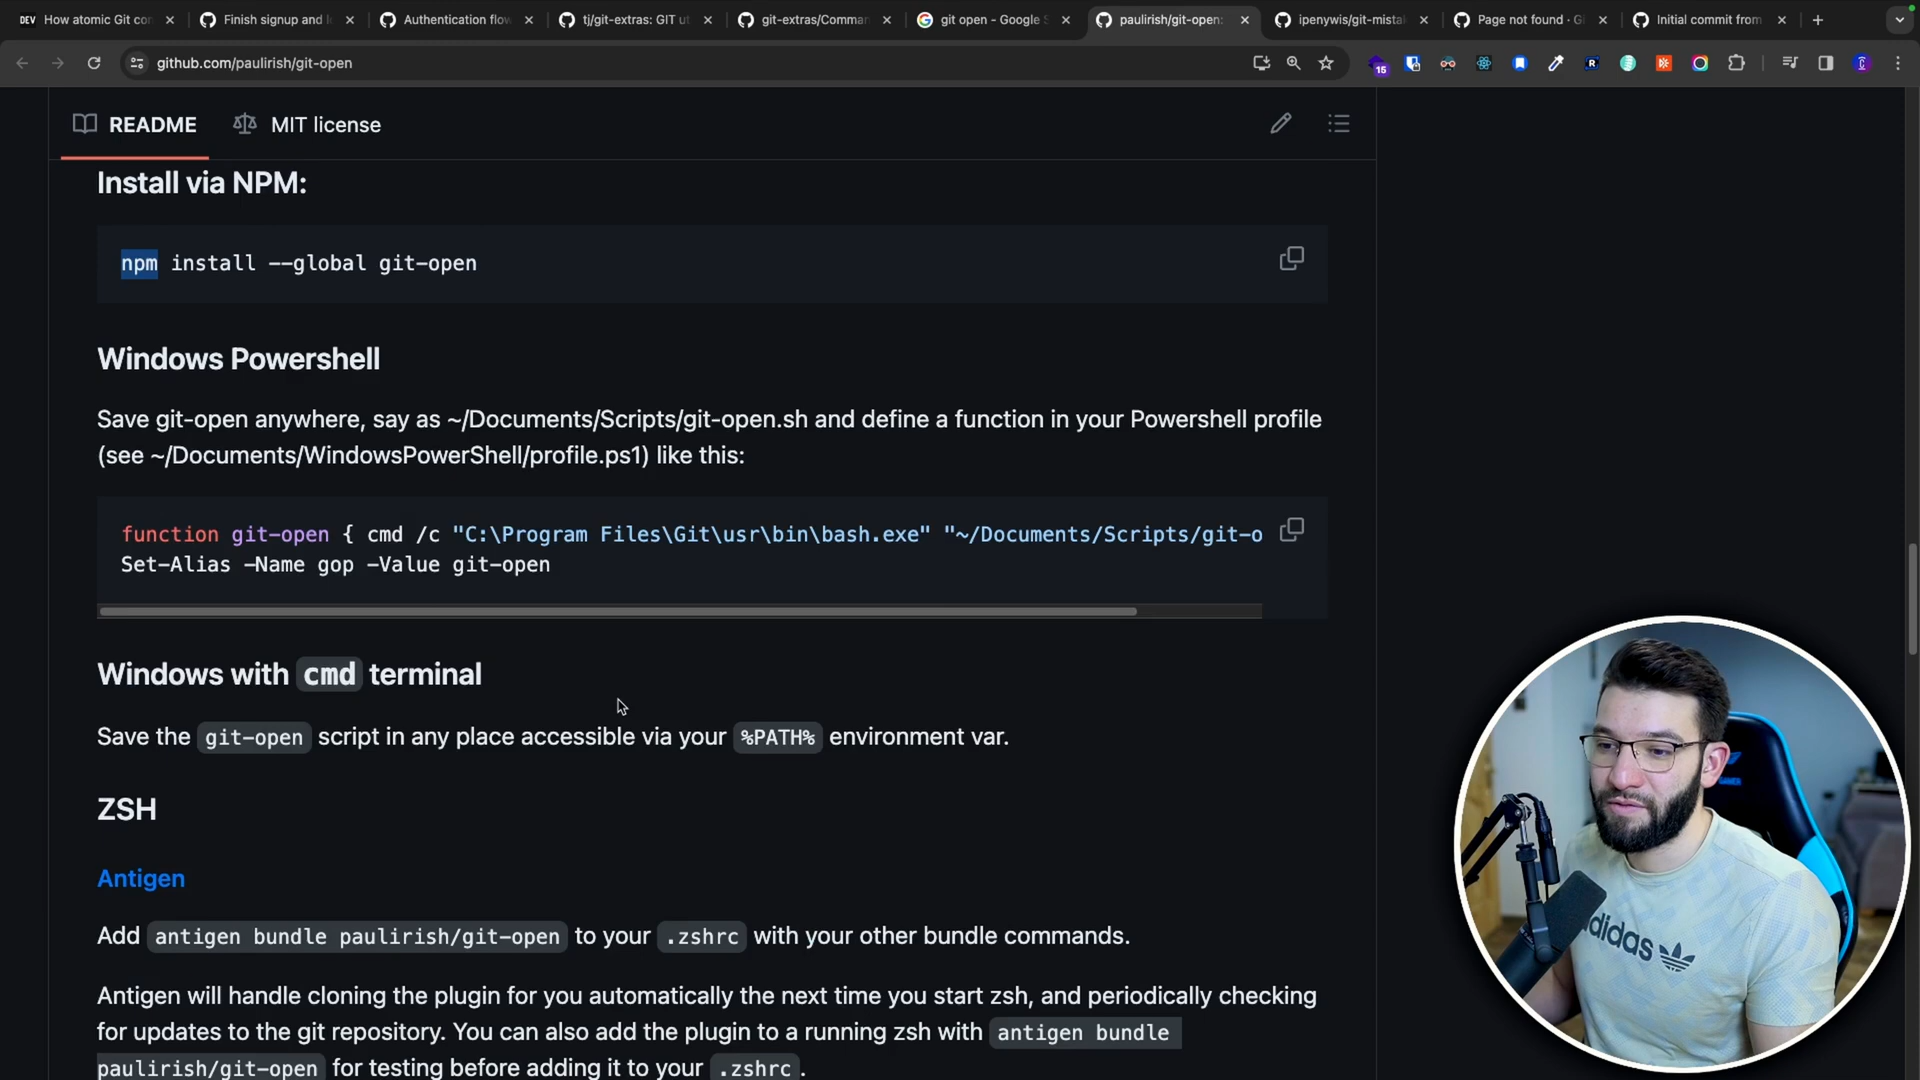 DEV How atomic Git con
Finish signup and l
Authentication flow
tj/git-extras: GIT ut
git-extras/Comman
git open - Google S
paulirish/git-open:
ipenywis/git-mista
Page not found · Gi
Initial commit from
github.com/paulirish/git-open
15
README
MIT license
Install via NPM:
npm install --global git-open
Windows Powershell
Save git-open anywhere, say as ~/Documents/Scripts/git-open.sh and define a function in your Powershell profile
(see ~/Documents/WindowsPowerShell/profile.ps1) like this:
function git-open { cmd /c "C:\Program Files\Git\usr\bin\bash.exe" "~/Documents/Scripts/git-o
Set-Alias -Name gop -Value git-open
Windows with cmd terminal
Save the git-open script in any place accessible via your %PATH% environment var.
ZSH
Antigen
Add antigen bundle paulirish/git-open to your .zshrc with your other bundle commands.
Antigen will handle cloning the plugin for you automatically the next time you start zsh, and periodically checking
for updates to the git repository. You can also add the plugin to a running zsh with antigen bundle
paulirish/git-open for testing before adding it to your .zshrc.
adidas